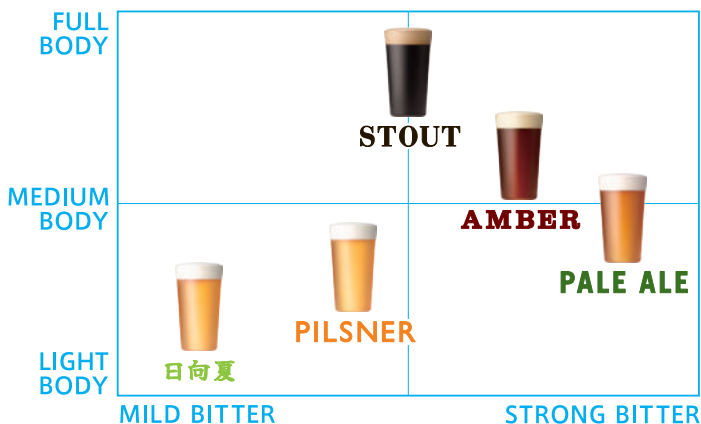 FULL
BODY
STOUT
MEDIUM
BODY
AMBER
PALE ALE
PILSNER
LIGHT
BODY
日向夏
MILD BITTER
STRONG BITTER